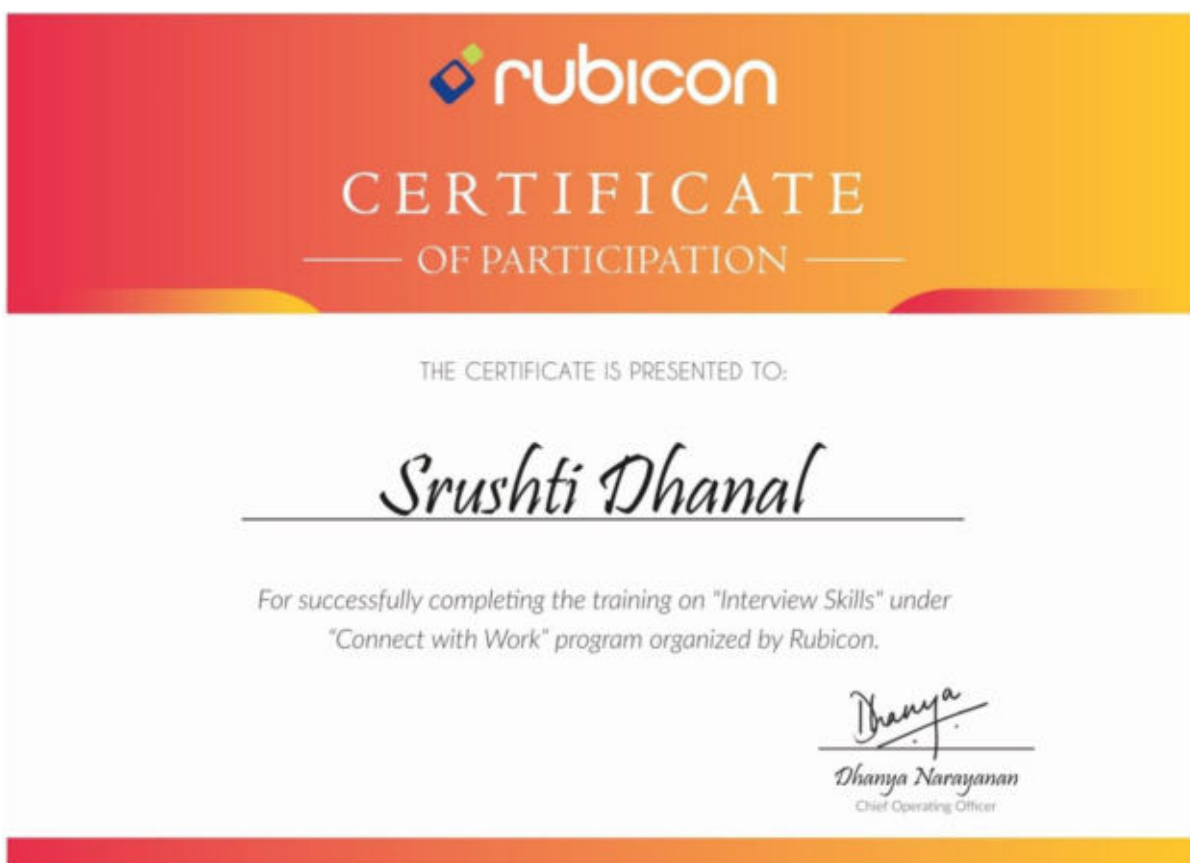 rubicon
CERTIFICATE
OF PARTICIPATION
THE CERTIFICATE IS PRESENTED TO:
Srushti Dhanal
For successfully completing the training on "Interview Skills" under
"Connect with Work" program organized by Rubicon.
Dhanya
Dhanya Narayanan
Chief Operating Officer